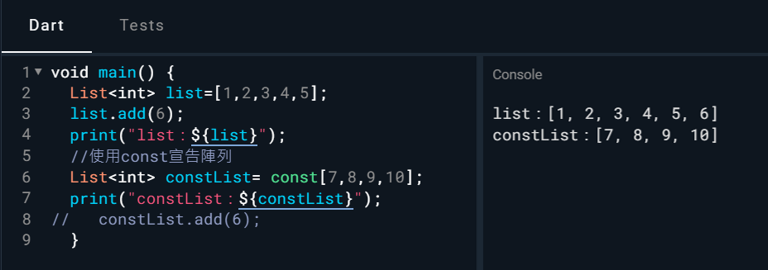 Dart Tests
1 void main() {
2 List<int> list=[1,2,3,4,5];
3 list.add(6);
4 print("list：${list}");
5 //使用const宣告陣列
6 List<int> constList= const[7,8,9,10];
7 print("constList：${constList}");
8 // constList.add(6);
9 }
Console
list：[1, 2, 3, 4, 5, 6]
constList：[7, 8, 9, 10]